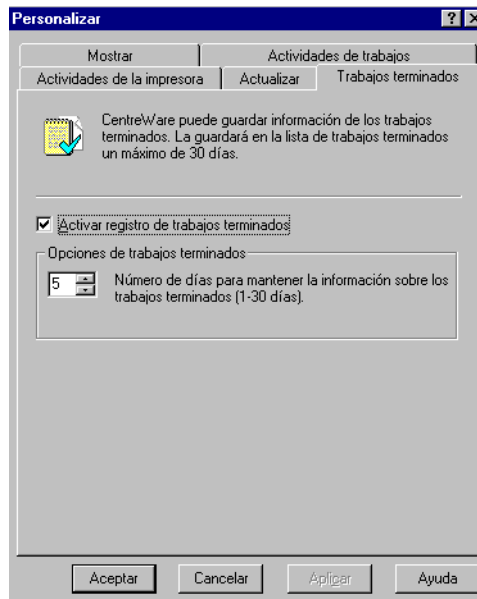 Personalizar
Mostrar
Actividades de trabajos
Actividades de la impresora
Actualizar
Trabajos terminados
CentreWare puede guardar información de los trabajos
terminados. La guardará en la lista de trabajos terminados
un máximo de 30 días.
Activar registro de trabajos terminados
Opciones de trabajos terminados
5
Número de días para mantener la información sobre los
trabajos terminados (1-30 días).
Aceptar
Cancelar
Aplicar
Ayuda